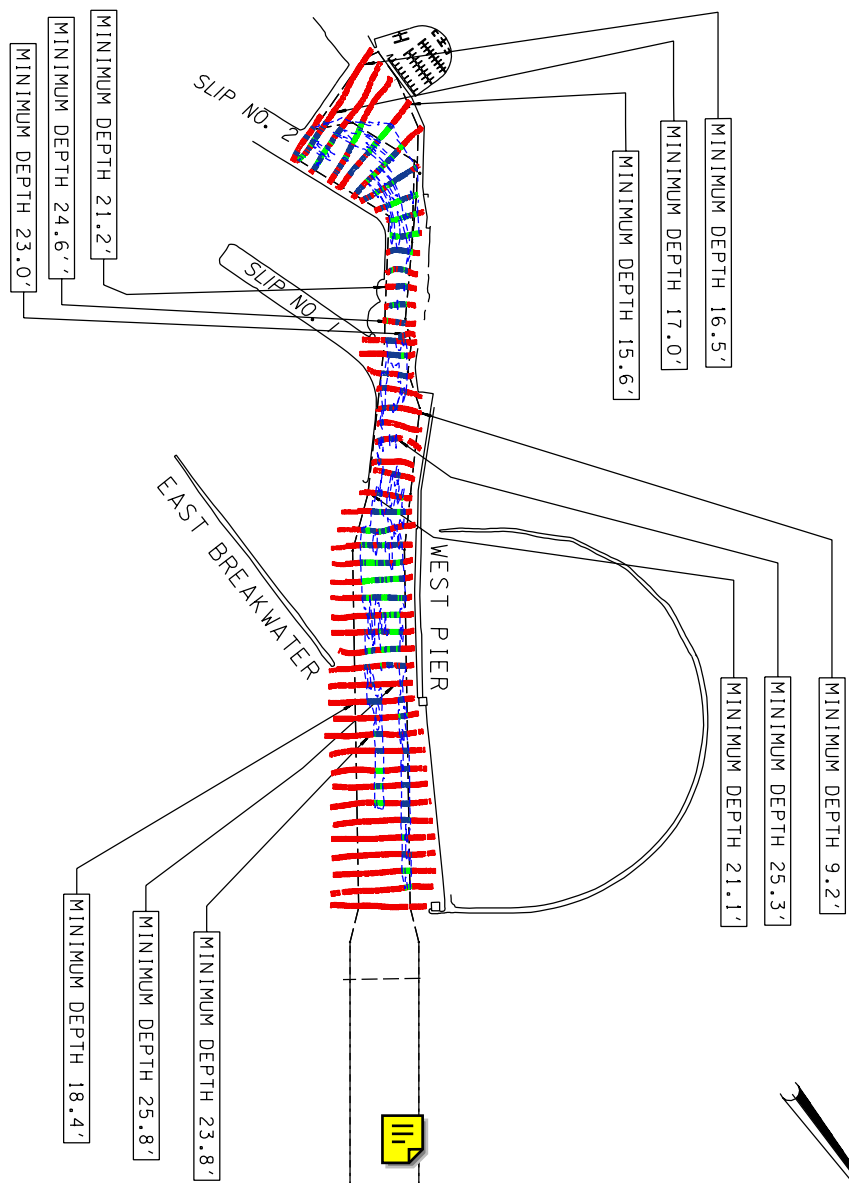 MINIMUM DEPTH 21.2'
MINIMUM DEPTH 24.6''
MINIMUM DEPTH 23.0'
SLIP NO. 2
SLIP NO. 1
MINIMUM DEPTH 16.5'
MINIMUM DEPTH 17.0'
MINIMUM DEPTH 15.6'
EAST BREAKWATER
WEST PIER
MINIMUM DEPTH 9.2'
MINIMUM DEPTH 25.3'
MINIMUM DEPTH 21.1'
MINIMUM DEPTH 18.4'
MINIMUM DEPTH 25.8'
MINIMUM DEPTH 23.8'